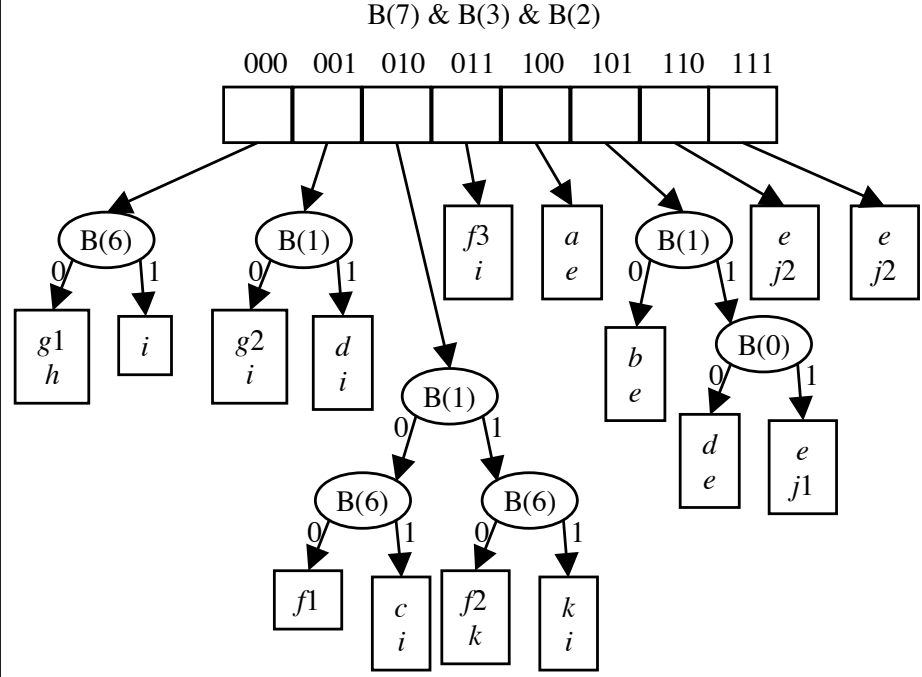 B(7) & B(3) & B(2)
000 001 010 011 100 101 110 111
B(6)
0 1
g1
h
i
B(1)
0 1
g2
i
d
i
f3
i
a
e
B(1)
0 1
b
e
B(0)
0 1
d
e
e
j1
e
j2
e
j2
B(1)
0 1
B(6)
0 1
f1
c
i
B(6)
0 1
f2
k
k
i